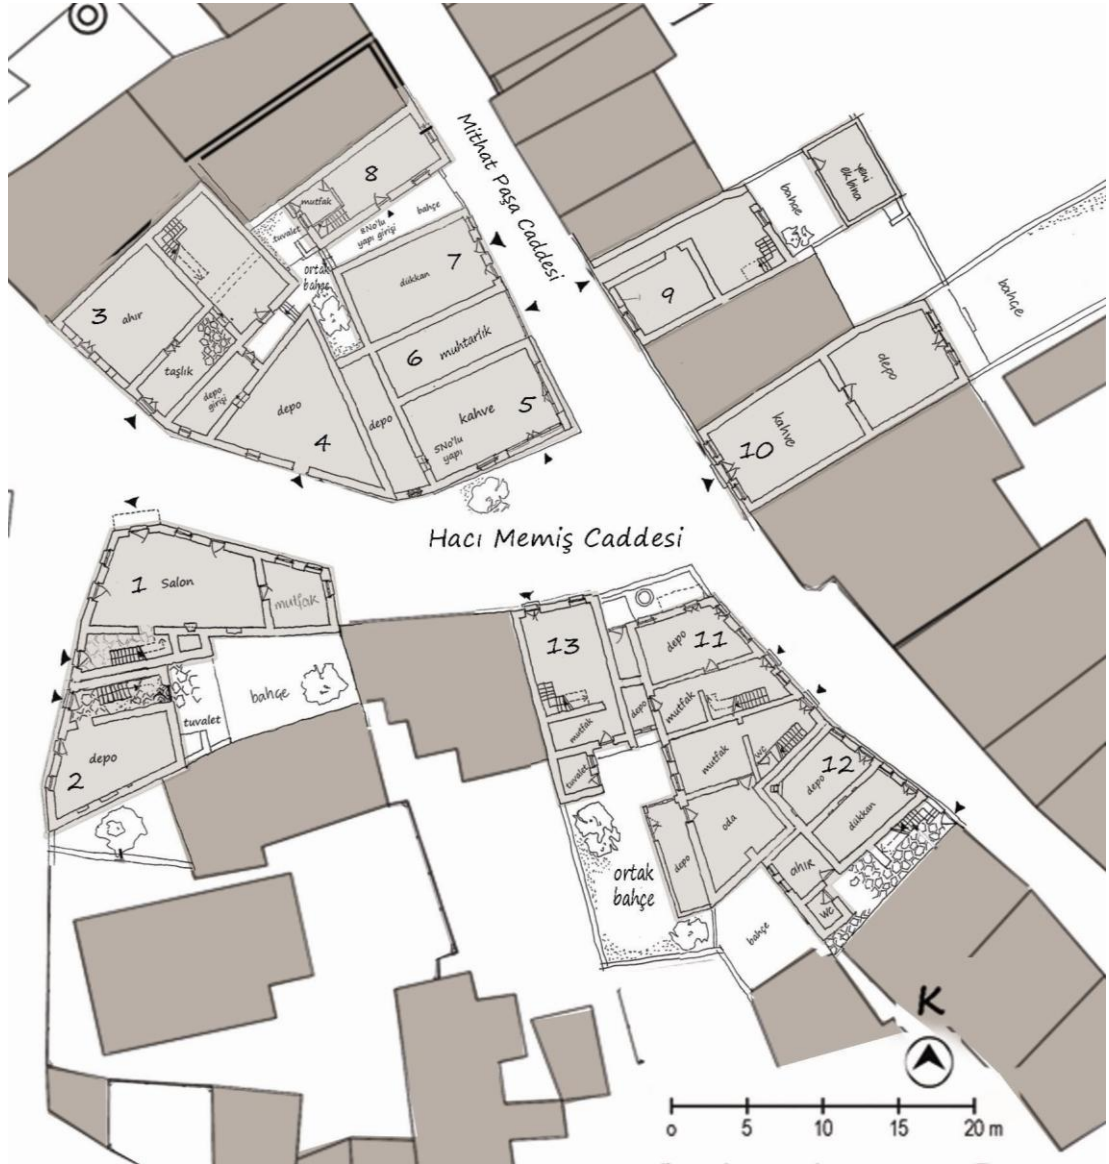 Mithat Paşa Caddesi
8
mutfak
tuvalet
8No'lu
yapı girişi
bahçe
ortak
bahçe
dükkan
7
3
ahır
taşlık
depo
girişi
depo
4
depo
6
muhtarlık
kahve
5
5No'lu
yapı
yeni
ek bina
bahçe
9
bahçe
depo
kahve
10
Hacı Memiş Caddesi
1
Salon
mutfak
bahçe
tuvalet
depo
2
13
mutfak
tuvalet
depo
depo
11
mutfak
mutfak
wc
oda
depo
12
depo
dükkan
ahır
wc
ortak
bahçe
bahçe
K
0
5
10
15
20 m